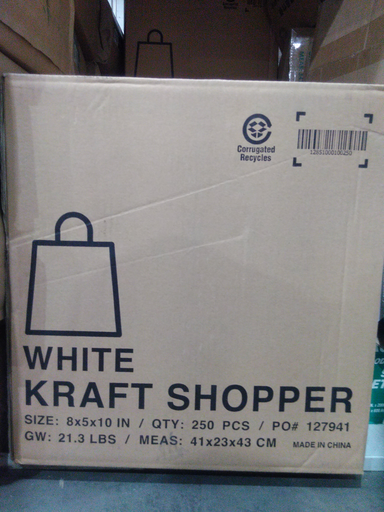 Corrugated
Recycles
WHITE
KRAFT SHOPPER
SIZE: 8x5x10 IN / QTY: 250 PCS / PO# 127941
GW: 21.3 LBS / MEAS: 41x23x43 CM MADE IN CHINA